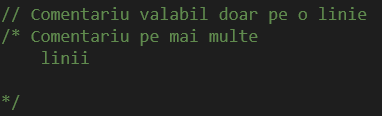 // Comentariu valabil doar pe o linie
/* Comentariu pe mai multe
linii
*/